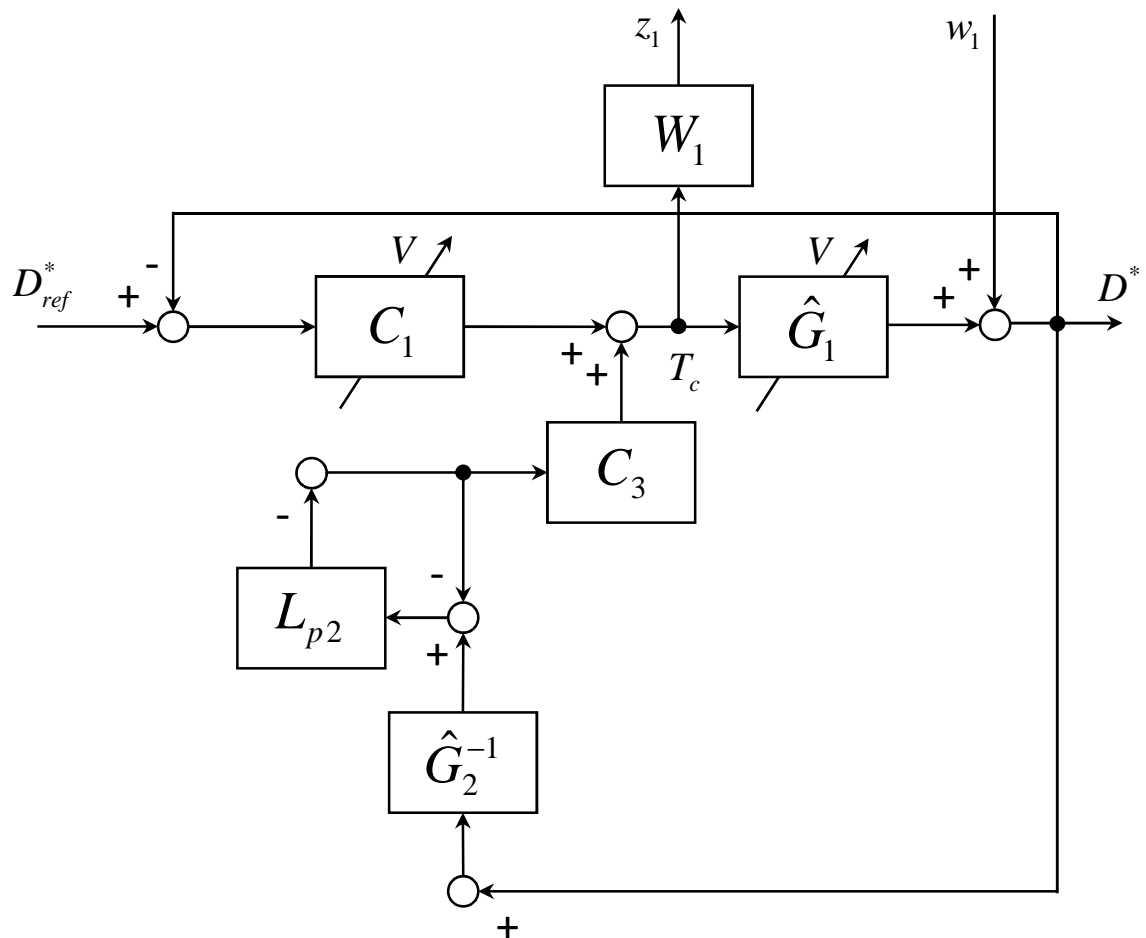 z₁
w₁
W₁
-
V
V
D*ref
+
C₁
+
+
Ĝ₁
+
+
D*
T_c
C₃
-
-
L_p2
+
Ĝ₂⁻¹
+